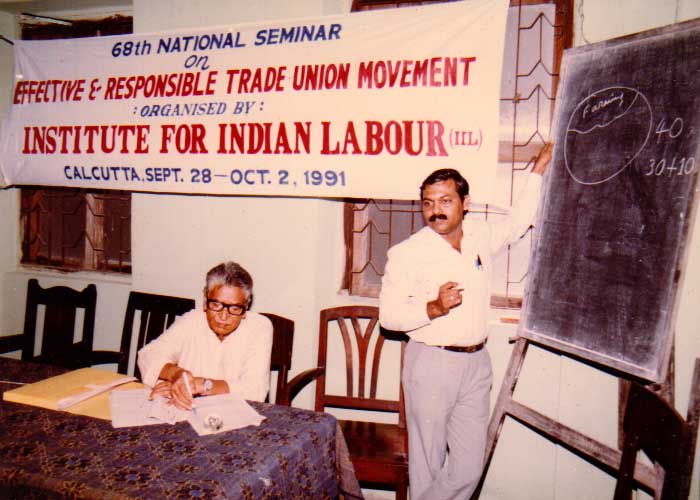 68th NATIONAL SEMINAR
on
EFFECTIVE & RESPONSIBLE TRADE UNION MOVEMENT
: ORGANISED BY :
INSTITUTE FOR INDIAN LABOUR (IIL)
CALCUTTA, SEPT. 28-OCT. 2, 1991
40
30+10